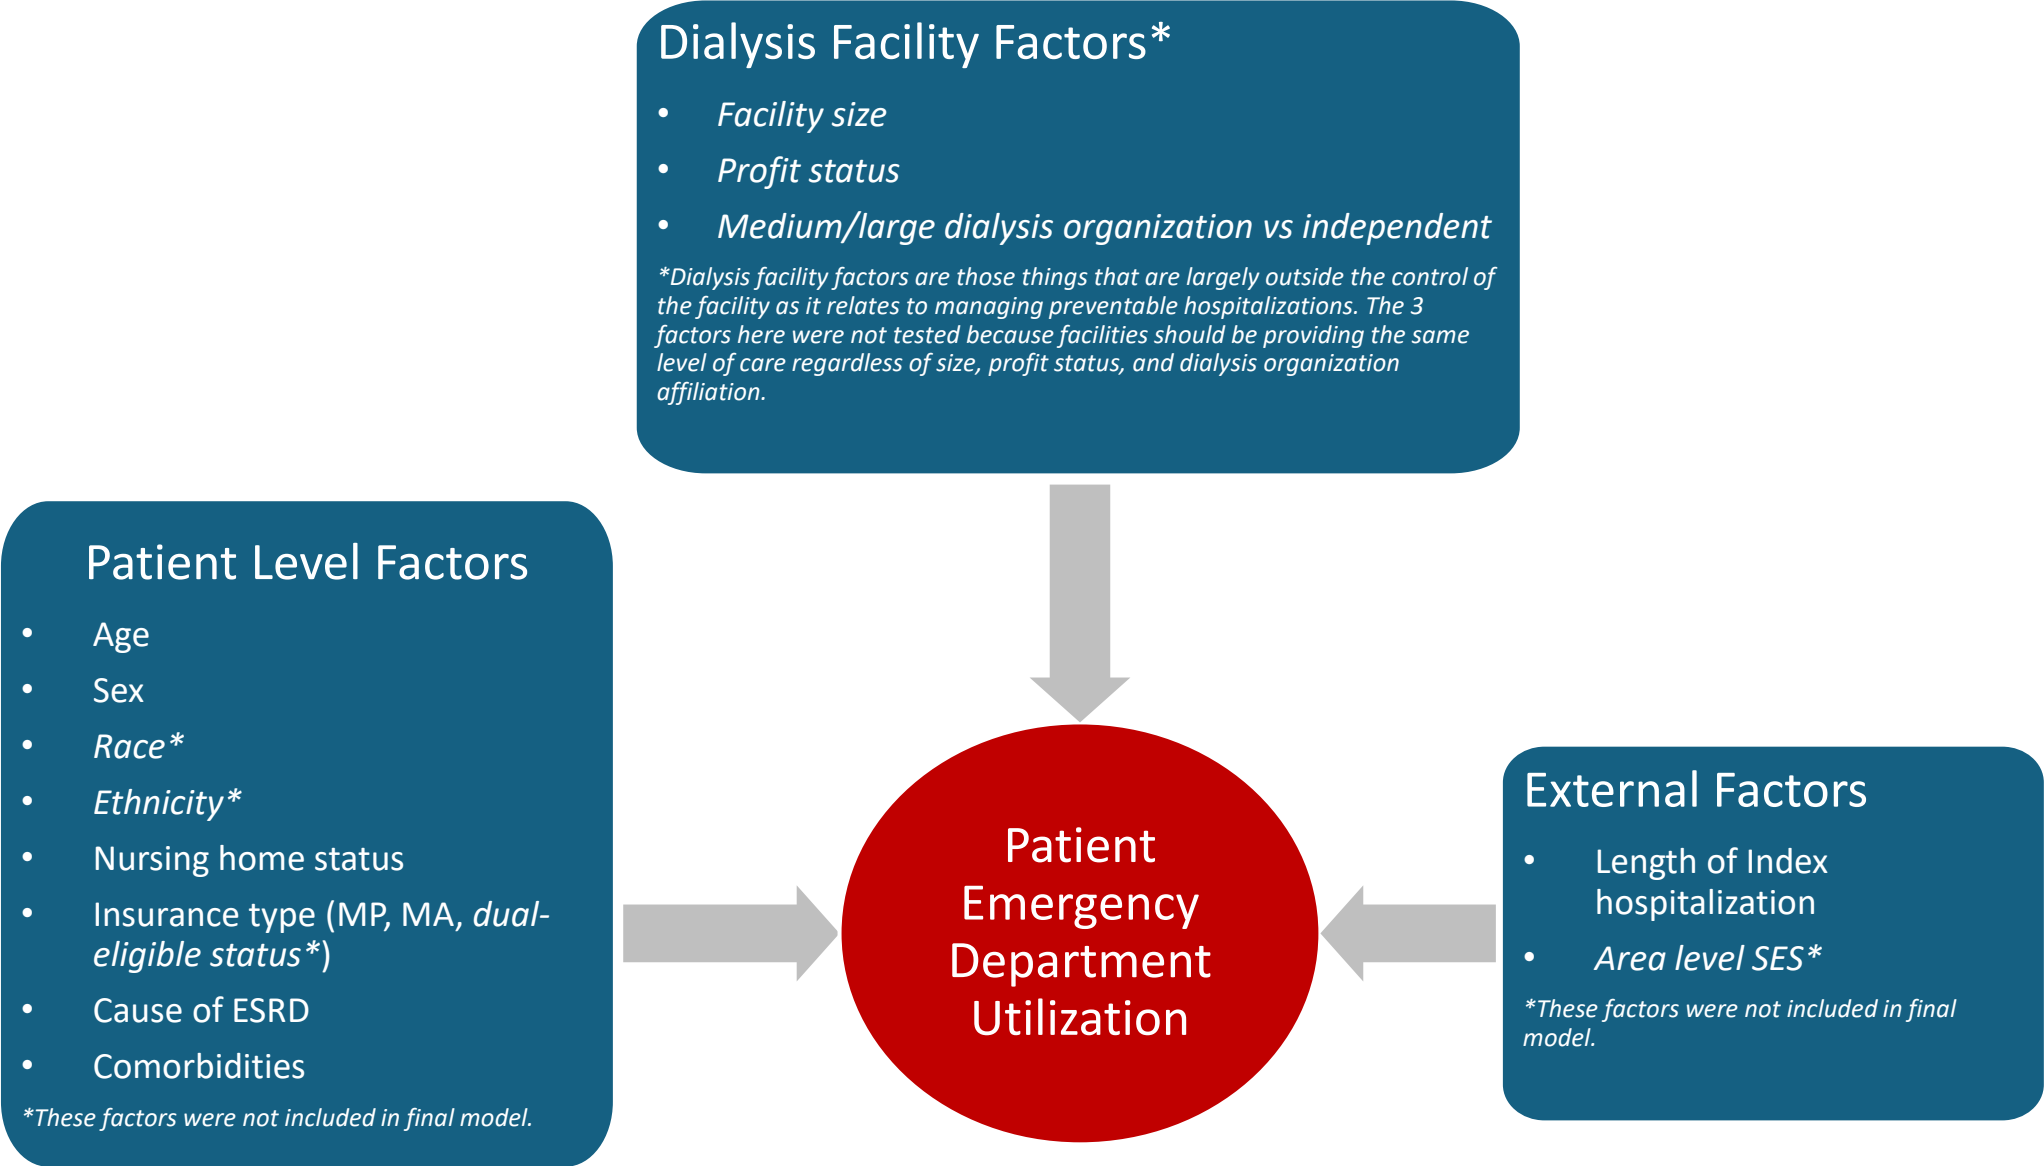 Dialysis Facility Factors*
• Facility size
• Profit status
• Medium/large dialysis organization vs independent
*Dialysis facility factors are those things that are largely outside the control of
the facility as it relates to managing preventable hospitalizations. The 3
factors here were not tested because facilities should be providing the same
level of care regardless of size, profit status, and dialysis organization
affiliation.
Patient Level Factors
• Age
• Sex
• Race*
• Ethnicity*
• Nursing home status
• Insurance type (MP, MA, dual-
eligible status*)
• Cause of ESRD
• Comorbidities
*These factors were not included in final model.
Patient
Emergency
Department
Utilization
External Factors
• Length of Index
hospitalization
• Area level SES*
*These factors were not included in final
model.